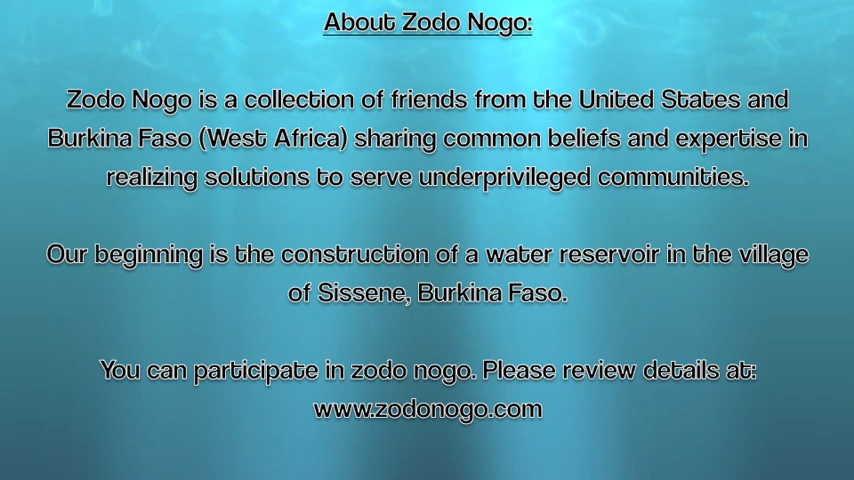 About Zodo Nogo:
Zodo Nogo is a collection of friends from the United States and
Burkina Faso (West Africa) sharing common beliefs and expertise in
realizing solutions to serve underprivileged communities.
Our beginning is the construction of a water reservoir in the village
of Sissene, Burkina Faso.
You can participate in zodo nogo. Please review details at:
www.zodonogo.com